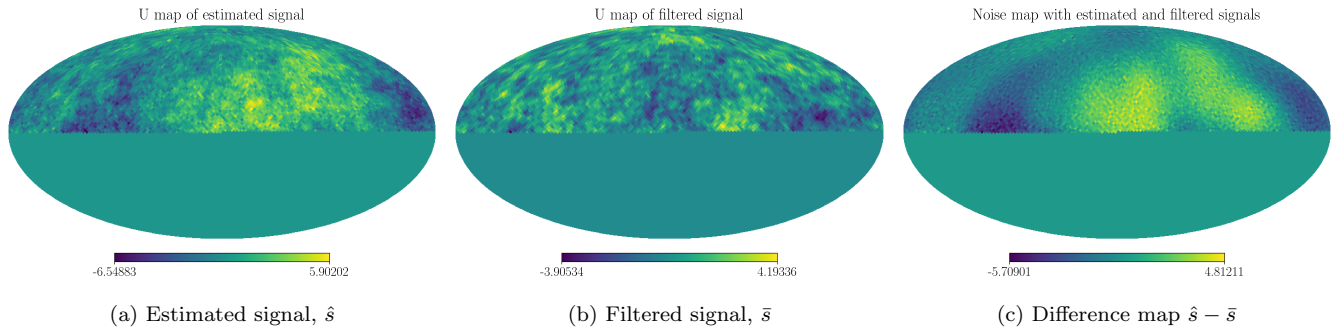 U map of estimated signal
U map of filtered signal
Noise map with estimated and filtered signals
-6.54883 5.90202
-3.90534 4.19336
-5.70901 4.81211
(a) Estimated signal, ŝ
(b) Filtered signal, s̄
(c) Difference map ŝ − s̄